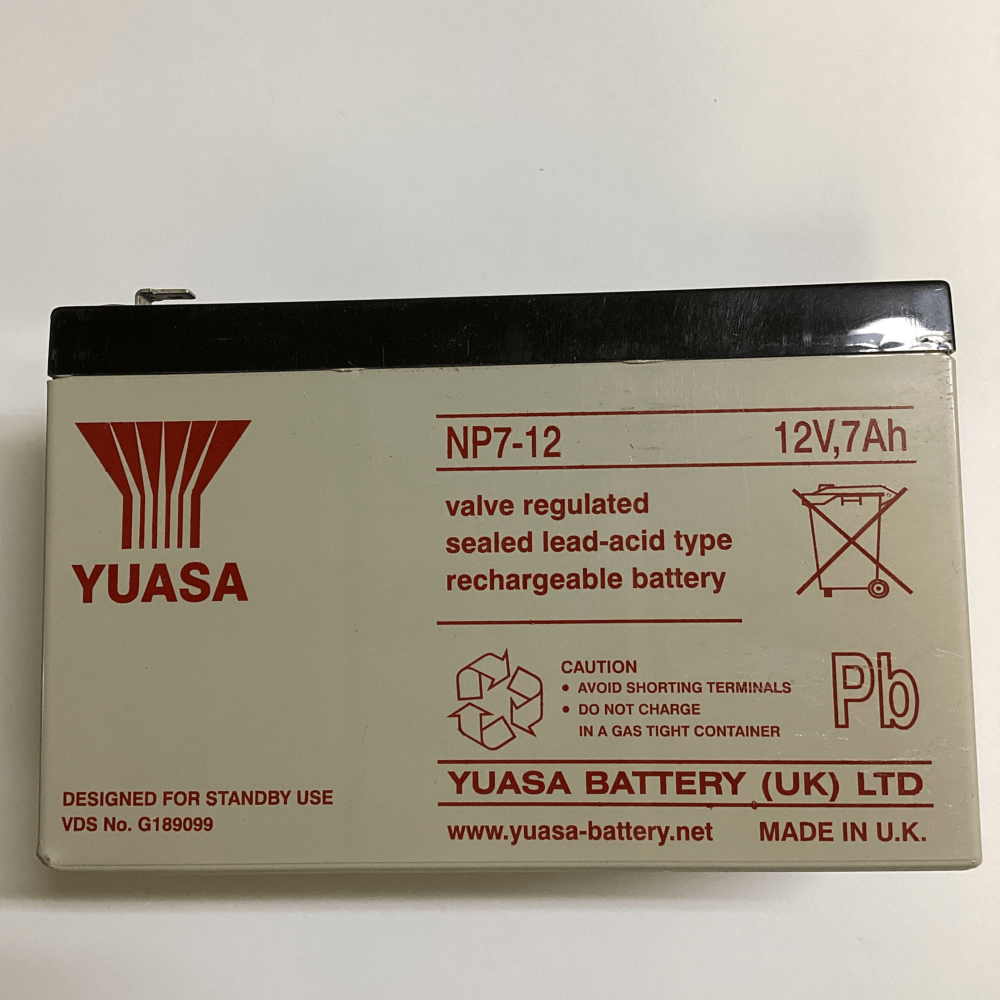 YUASA
NP7-12 12V,7Ah
valve regulated
sealed lead-acid type
rechargeable battery
CAUTION
• AVOID SHORTING TERMINALS
• DO NOT CHARGE
IN A GAS TIGHT CONTAINER
Pb
YUASA BATTERY (UK) LTD
www.yuasa-battery.net MADE IN U.K.
DESIGNED FOR STANDBY USE
VDS No. G189099